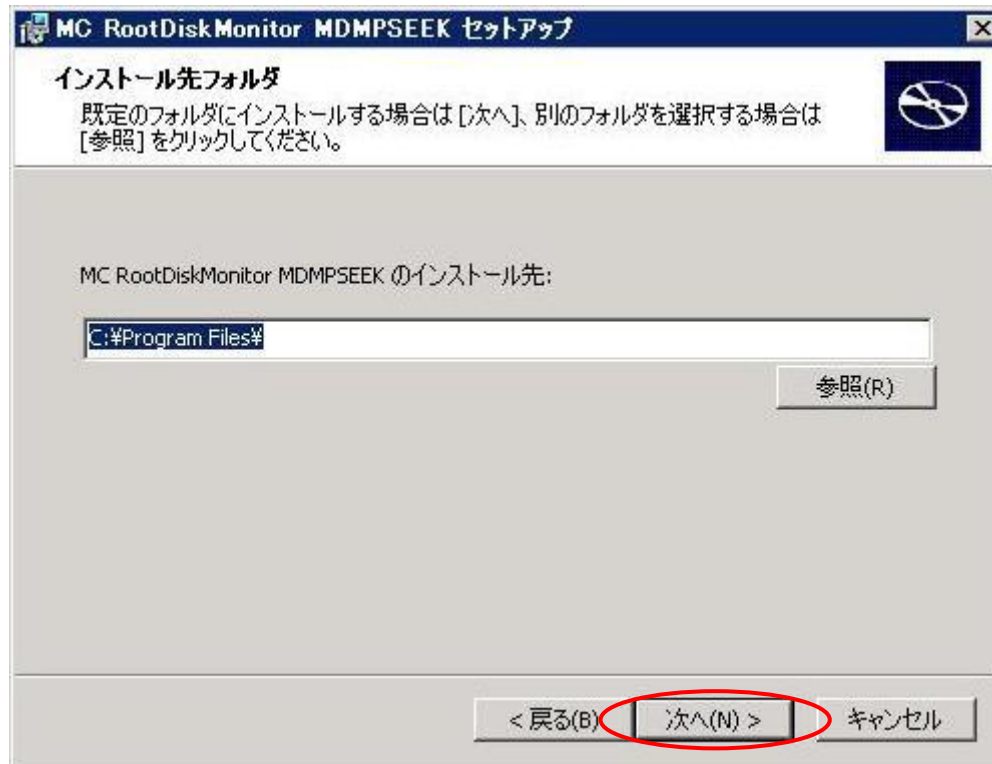 MC RootDiskMonitor MDMPSEEK セットアップ
インストール先フォルダ
既定のフォルダにインストールする場合は [次へ]、別のフォルダを選択する場合は
[参照] をクリックしてください。
MC RootDiskMonitor MDMPSEEK のインストール先:
C:¥Program Files¥
参照(R)
< 戻る(B) 次へ(N) > キャンセル